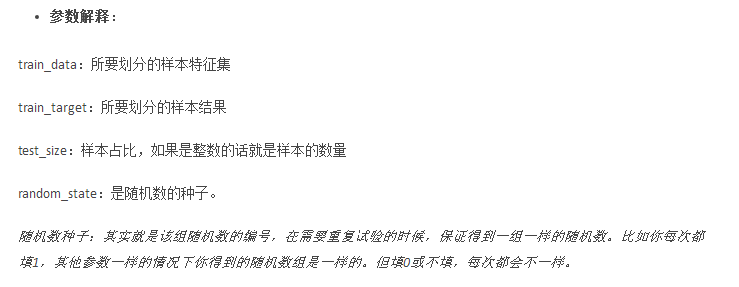 • 参数解释:
train_data：所要划分的样本特征集
train_target：所要划分的样本结果
test_size：样本占比，如果是整数的话就是样本的数量
random_state：是随机数的种子。
随机数种子：其实就是该组随机数的编号，在需要重复试验的时候，保证得到一组一样的随机数。比如你每次都
填1，其他参数一样的情况下你得到的随机数组是一样的。但填0或不填，每次都会不一样。